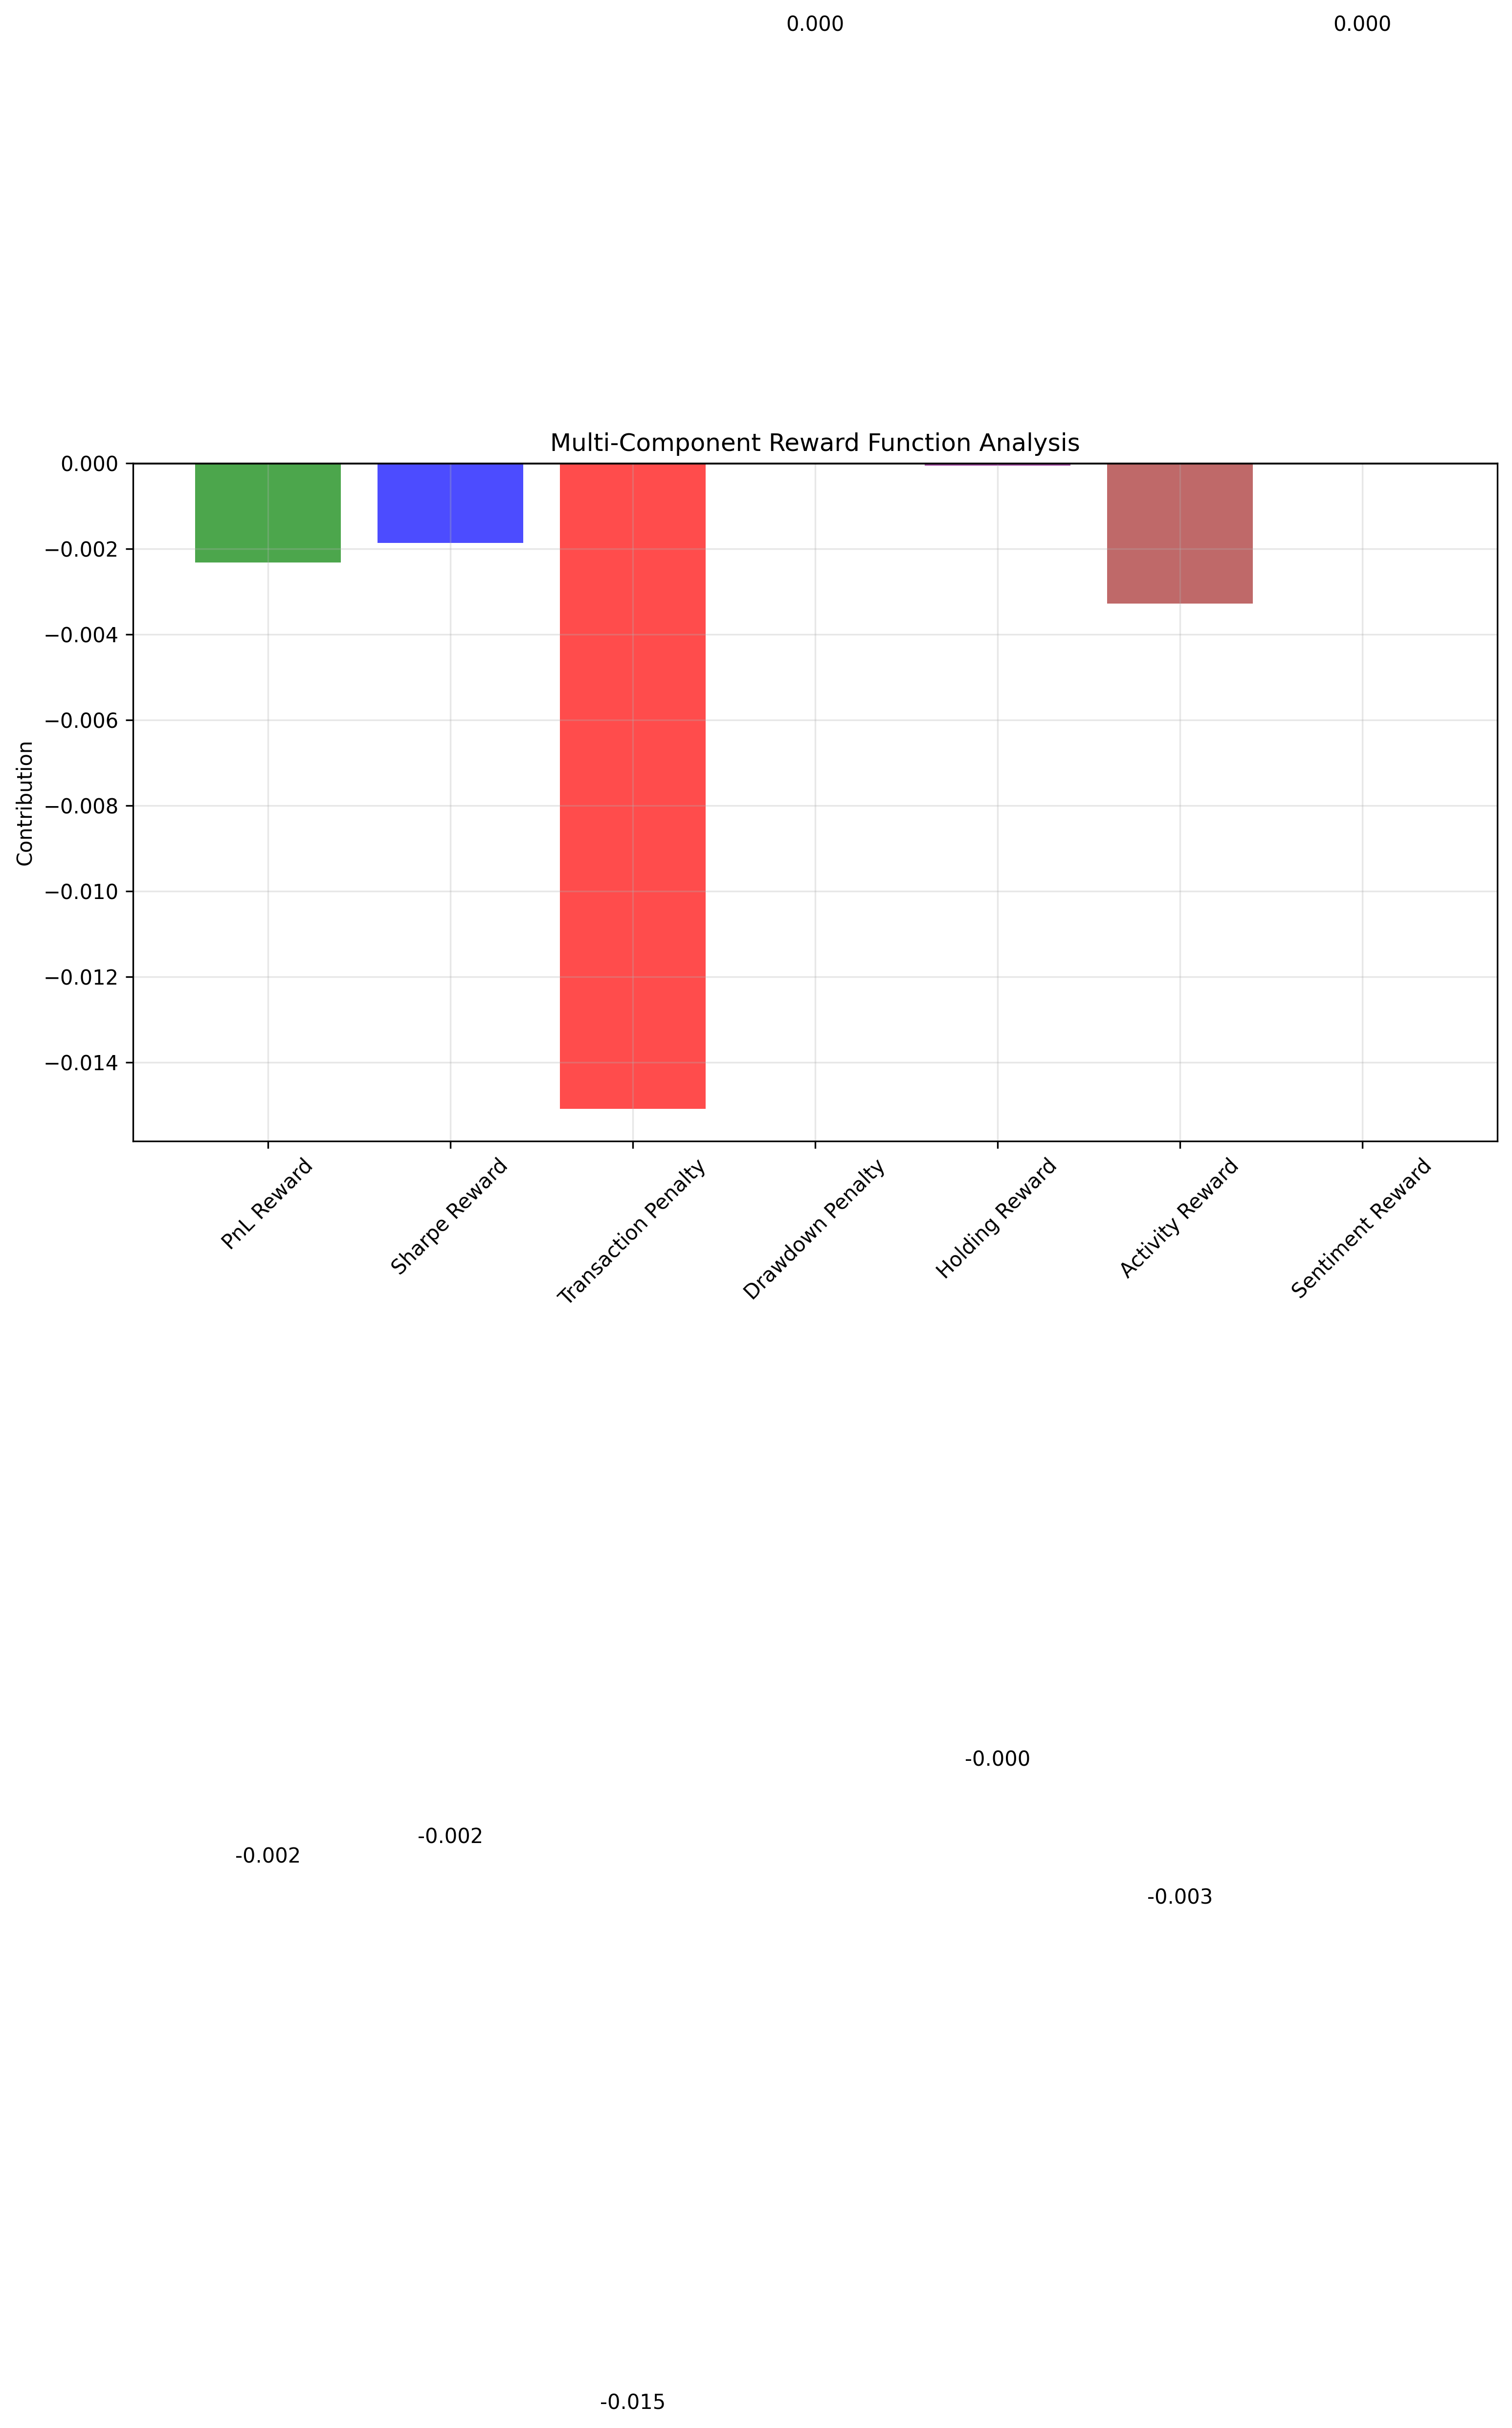 0.000 0.000
Multi-Component Reward Function Analysis
0.000
−0.002
−0.004
−0.006
−0.008
−0.010
−0.012
−0.014
Contribution
PnL Reward
Sharpe Reward
Transaction Penalty
Drawdown Penalty
Holding Reward
Activity Reward
Sentiment Reward
-0.000
-0.002
-0.002
-0.003
-0.015